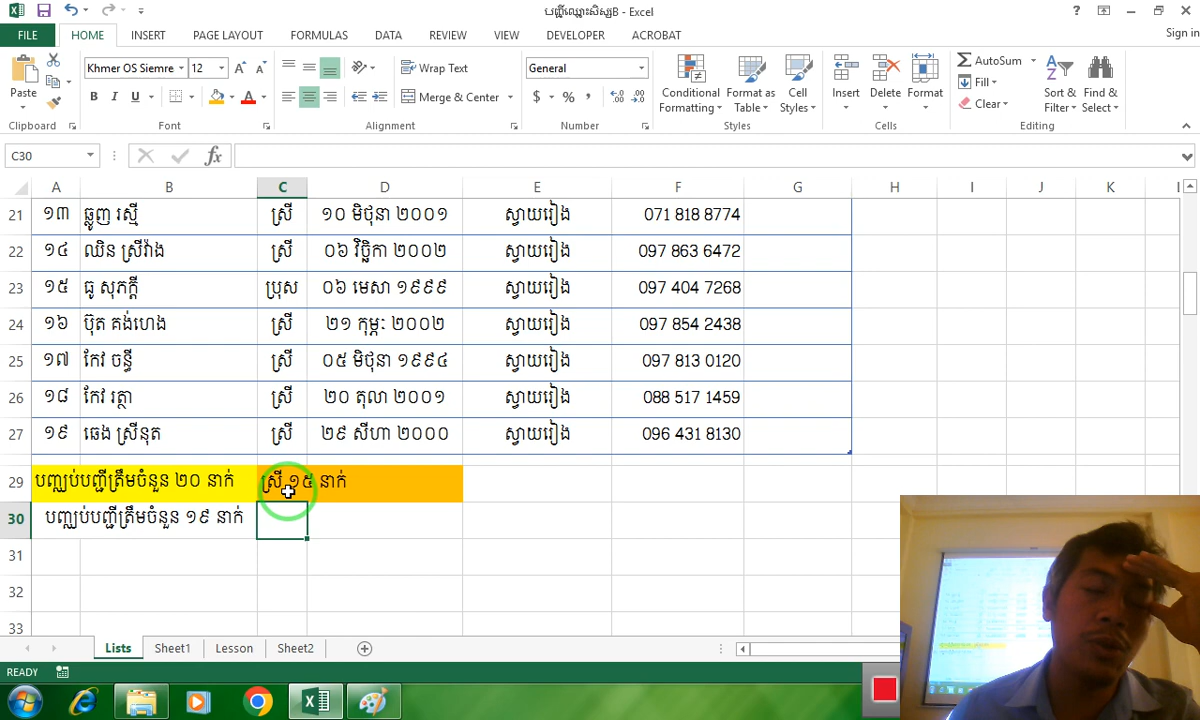 បញ្ជីឈ្មោះសិស្សB - Excel
Sign in
FILE HOME INSERT PAGE LAYOUT FORMULAS DATA REVIEW VIEW DEVELOPER ACROBAT
Paste
Khmer OS Siemre 12
Wrap Text
Merge & Center
General
Conditional Formatting
Format as Table
Cell Styles
Insert Delete Format
AutoSum
Fill
Clear
Sort & Filter
Find & Select
Clipboard Font Alignment Number Styles Cells Editing
C30
A B C D E F G H I J K
21 ១៣ ឆ្លូញ រស្មី ស្រី ១០ មិថុនា ២០០១ ស្វាយរៀង 071 818 8774
22 ១៤ ឈិន ស្រីវ៉ាង ស្រី ០៦ វិច្ឆិកា ២០០២ ស្វាយរៀង 097 863 6472
23 ១៥ ធូ សុភក្ដី ប្រុស ០៦ មេសា ១៩៩៩ ស្វាយរៀង 097 404 7268
24 ១៦ ប៊ុត គង់ហេង ស្រី ២១ កុម្ភៈ ២០០២ ស្វាយរៀង 097 854 2438
25 ១៧ កែវ ចន្ធី ស្រី ០៥ មិថុនា ១៩៩៤ ស្វាយរៀង 097 813 0120
26 ១៨ កែវ រត្ថា ស្រី ២០ តុលា ២០០១ ស្វាយរៀង 088 517 1459
27 ១៩ ឆេង ស្រីនុត ស្រី ២៩ សីហា ២០០០ ស្វាយរៀង 096 431 8130
29 បញ្ឈប់បញ្ជីត្រឹមចំនួន ២០ នាក់ ស្រី ១៥ នាក់
30 បញ្ឈប់បញ្ជីត្រឹមចំនួន ១៩ នាក់
31
32
33
Lists Sheet1 Lesson Sheet2
READY